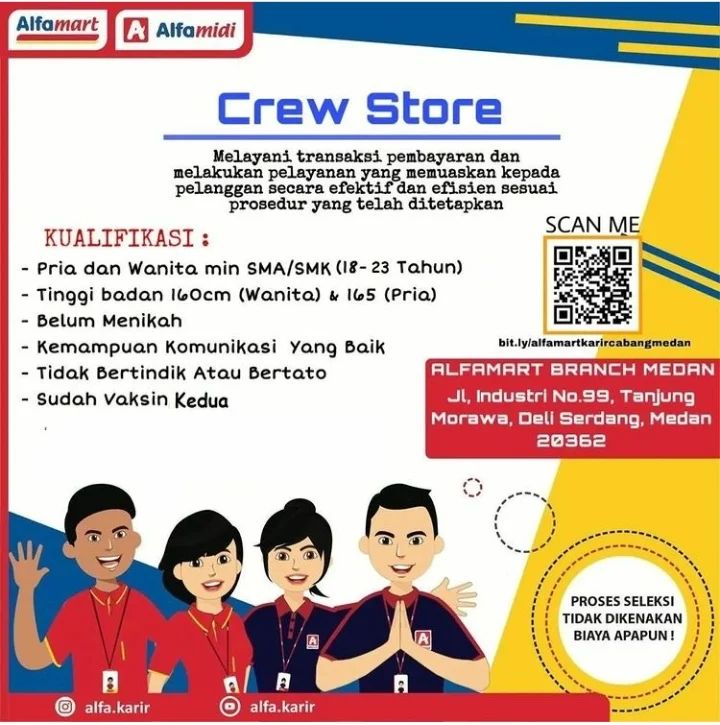 Alfamart
Alfamidi
Crew Store
Melayani transaksi pembayaran dan
melakukan pelayanan yang memuaskan kepada
pelanggan secara efektif dan efisien sesuai
prosedur yang telah ditetapkan
KUALIFIKASI :
- Pria dan Wanita min SMA/SMK (18-23 Tahun)
- Tinggi badan 160cm (Wanita) & 165 (Pria)
- Belum Menikah
- Kemampuan Komunikasi Yang Baik
- Tidak Bertindik Atau Bertato
- Sudah Vaksin Kedua
SCAN ME
bit.ly/alfamartkarircabangmedan
ALFAMART BRANCH MEDAN
Jl, Industri No.99, Tanjung
Morawa, Deli Serdang, Medan
20362
PROSES SELEKSI
TIDAK DIKENAKAN
BIAYA APAPUN !
alfa.karir
alfa.karir